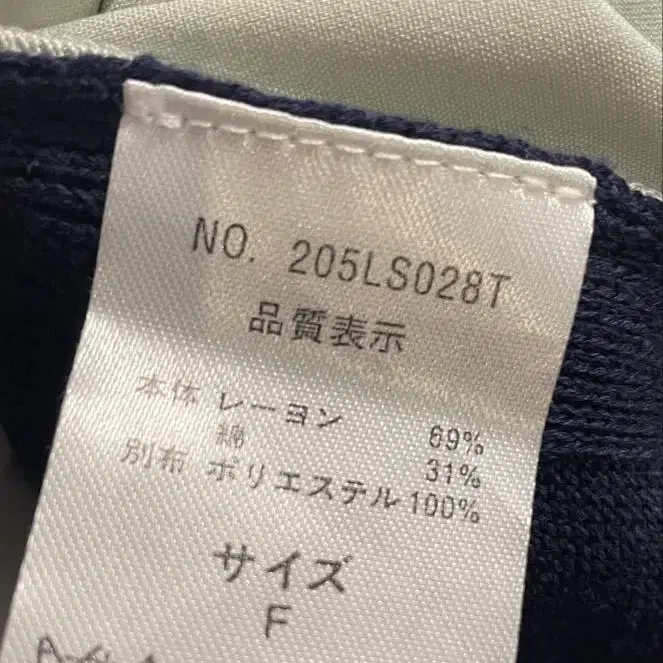 NO. 205LS028T
品質表示
本体 レーヨン 69%
綿 31%
別布 ポリエステル 100%
サイズ
F